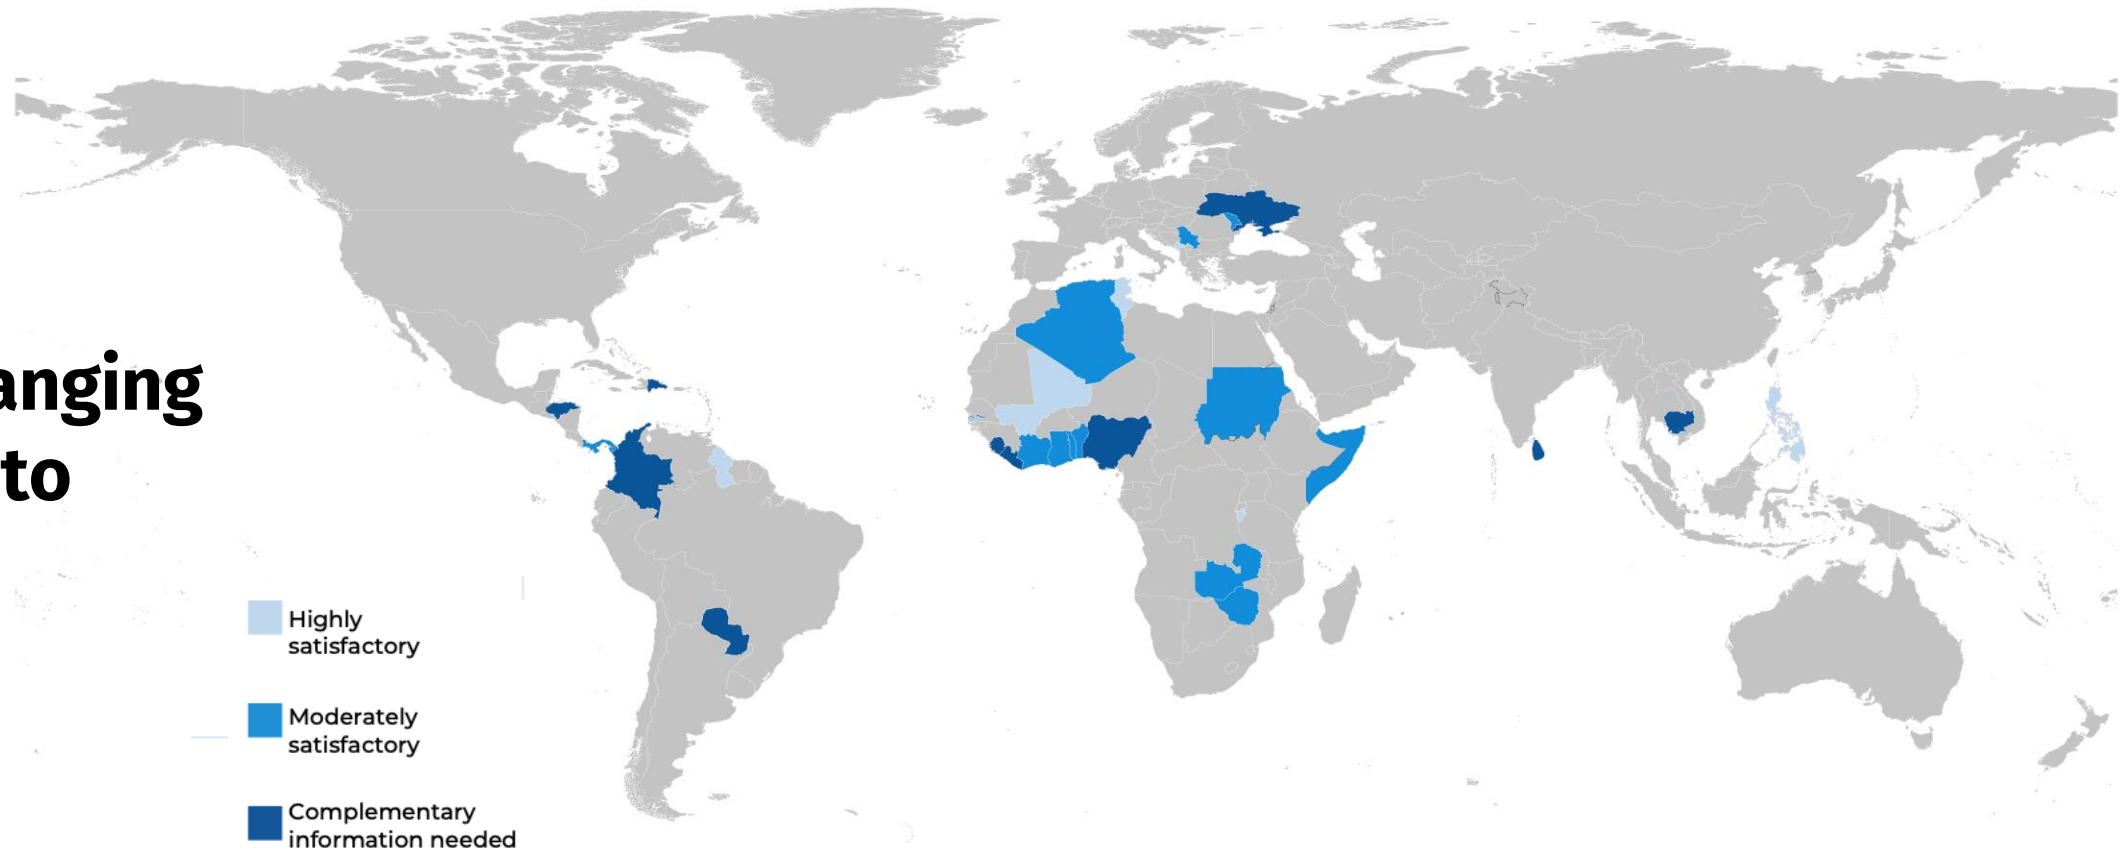 anging
to
Highly
satisfactory
Moderately
satisfactory
Complementary
information needed